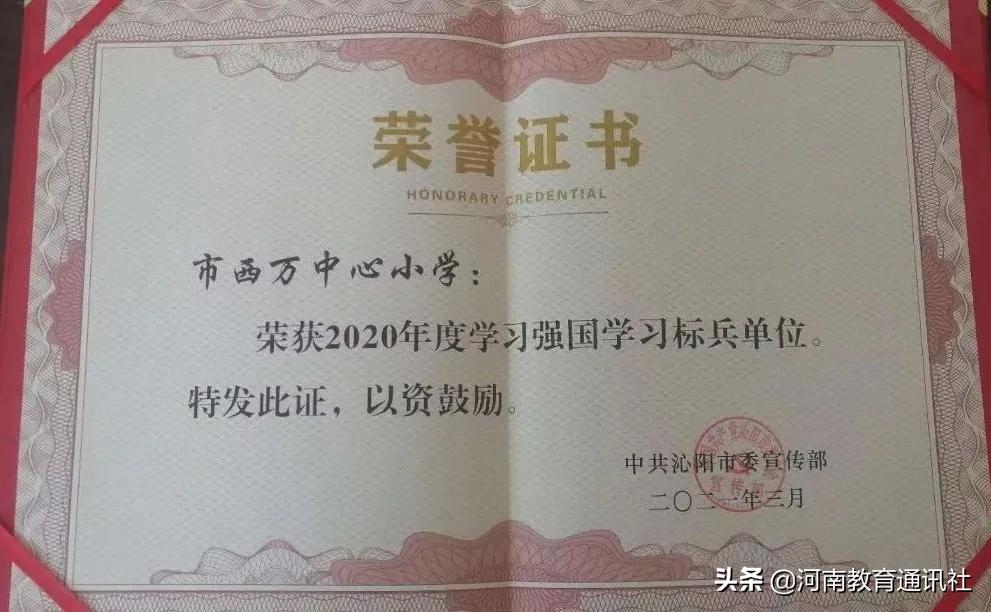 荣誉证书
HONORARY CREDENTIAL
市西万中心小学：
荣获2020年度学习强国学习标兵单位。
特发此证，以资鼓励。
中共沁阳市委宣传部
二〇二一年三月
宣传部
头条 @河南教育通讯社